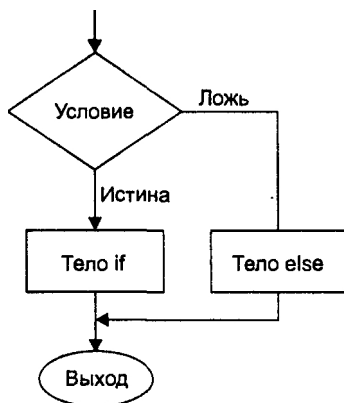 Условие
Ложь
Истина
Тело if
Тело else
Выход